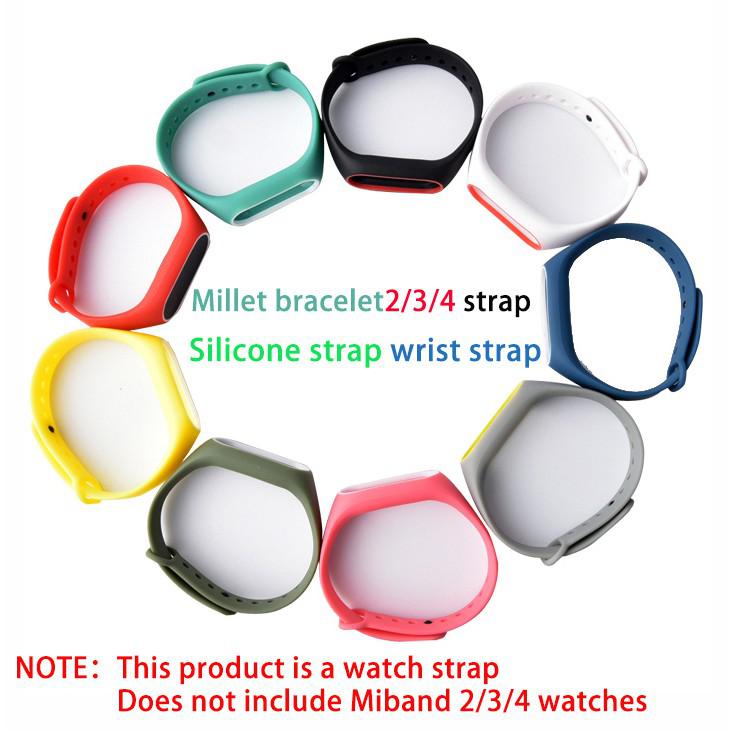 Millet bracelet2/3/4 strap
Silicone strap wrist strap
NOTE: This product is a watch strap
Does not include Miband 2/3/4 watches